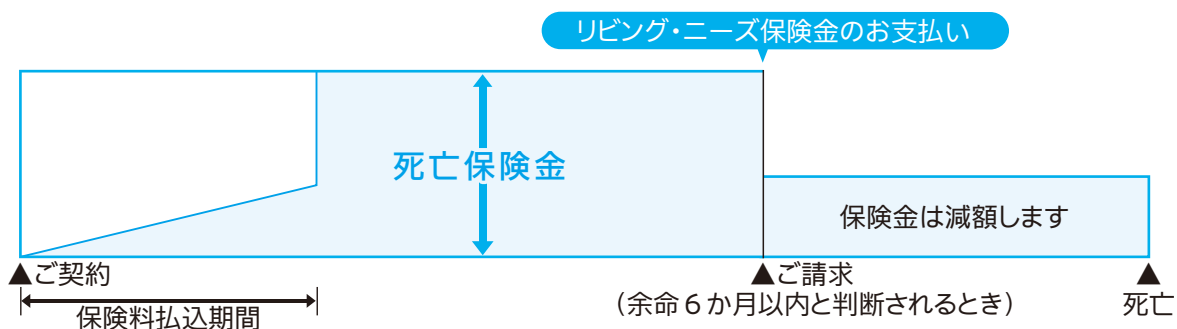 リビング・ニーズ保険金のお支払い
死亡保険金
保険金は減額します
▲ご契約
▲ご請求
▲
保険料払込期間
（余命６か月以内と判断されるとき）
死亡